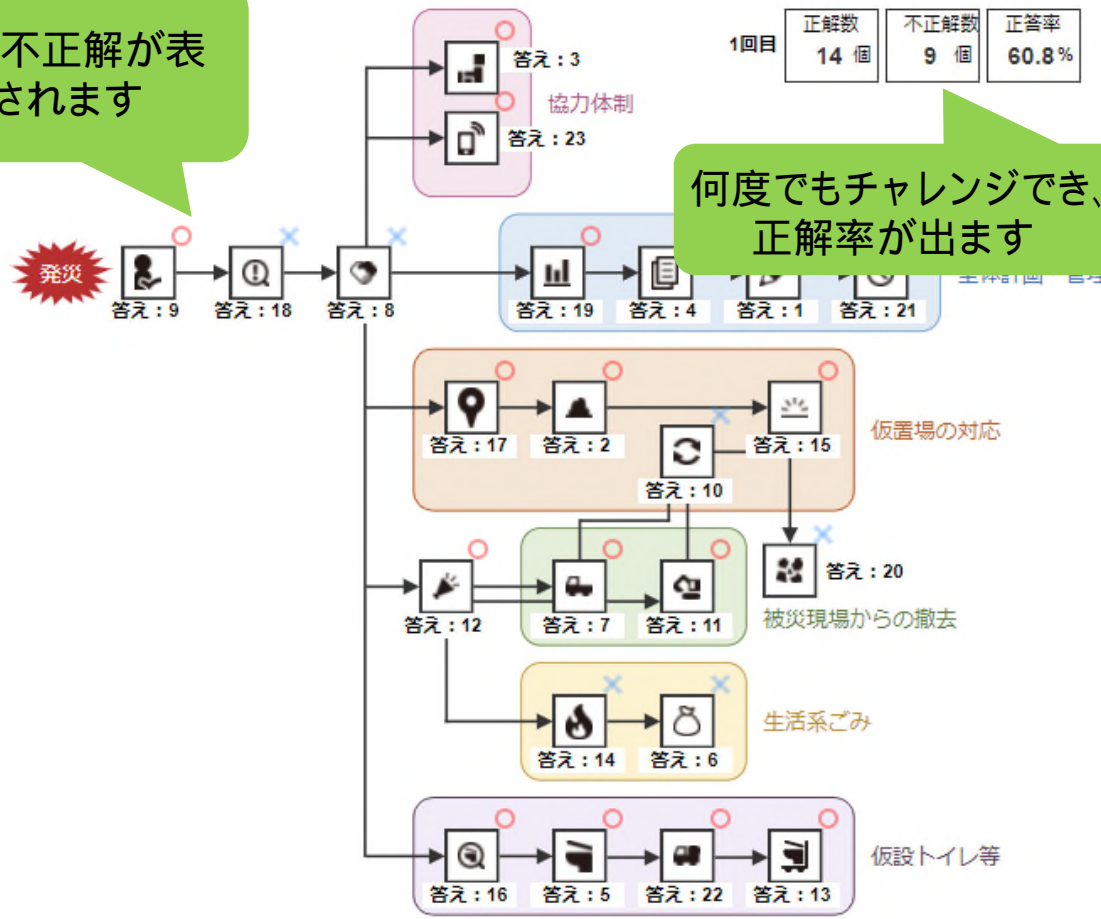 不正解が表
されます
1回目
正解数
14 個
不正解数
9 個
正答率
60.8%
答え：3
協力体制
答え：23
何度でもチャレンジでき、
正解率が出ます
発災
答え：9
答え：18
答え：8
答え：19
答え：4
答え：1
答え：21
全体計画・管理
答え：17
答え：2
答え：15
仮置場の対応
答え：10
答え：20
答え：12
答え：7
答え：11
被災現場からの撤去
生活系ごみ
答え：14
答え：6
答え：16
答え：5
答え：22
答え：13
仮設トイレ等